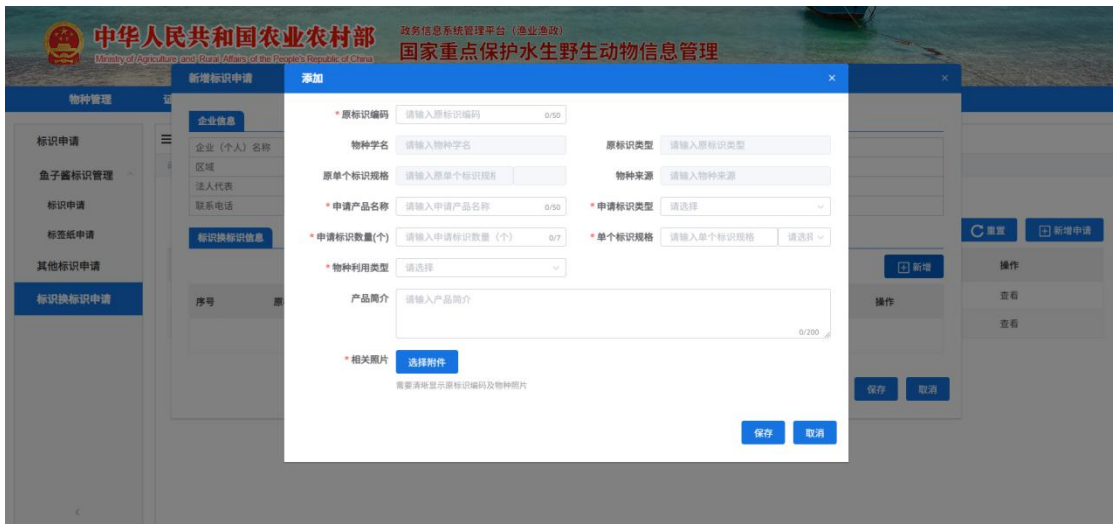 中华人民共和国农业农村部
Ministry of Agriculture and Rural Affairs of the People's Republic of China
政务信息系统管理平台（渔业渔政）
国家重点保护水生野生动物信息管理
物种管理
标识申请
鱼子酱标识管理
标识申请
标签纸申请
其他标识申请
标识换标识申请
新增标识申请 ×
企业信息
企业（个人）名称
区域
法人代表
联系电话
标识换标识信息
新增
序号 操作
保存 取消
重置 新增申请
操作
查看
查看
添加 ×
* 原标识编码 请输入原标识编码 0/50
物种学名 请输入物种学名 原标识类型 请输入原标识类型
原单个标识规格 请输入原单个标识规格 物种来源 请输入物种来源
* 申请产品名称 请输入申请产品名称 0/50 * 申请标识类型 请选择
* 申请标识数量(个) 请输入申请标识数量（个） 0/7 * 单个标识规格 请输入单个标识规格 请选择
* 物种利用类型 请选择
产品简介 请输入产品简介
0/200
* 相关照片 选择附件
需要清晰显示原标识编码及物种照片
保存 取消